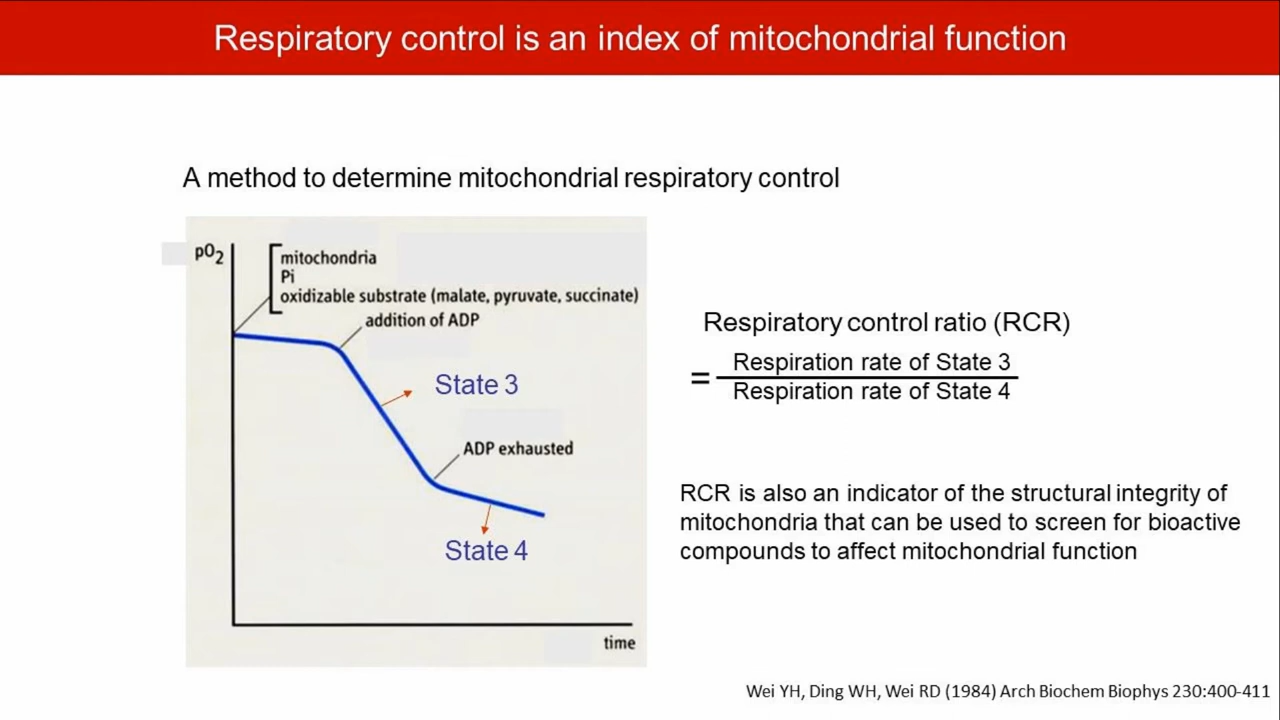 Respiratory control is an index of mitochondrial function
A method to determine mitochondrial respiratory control
pO2
mitochondria
Pi
oxidizable substrate (malate, pyruvate, succinate)
addition of ADP
State 3
ADP exhausted
State 4
time
Respiratory control ratio (RCR)
= Respiration rate of State 3
Respiration rate of State 4
RCR is also an indicator of the structural integrity of
mitochondria that can be used to screen for bioactive
compounds to affect mitochondrial function
Wei YH, Ding WH, Wei RD (1984) Arch Biochem Biophys 230:400-411